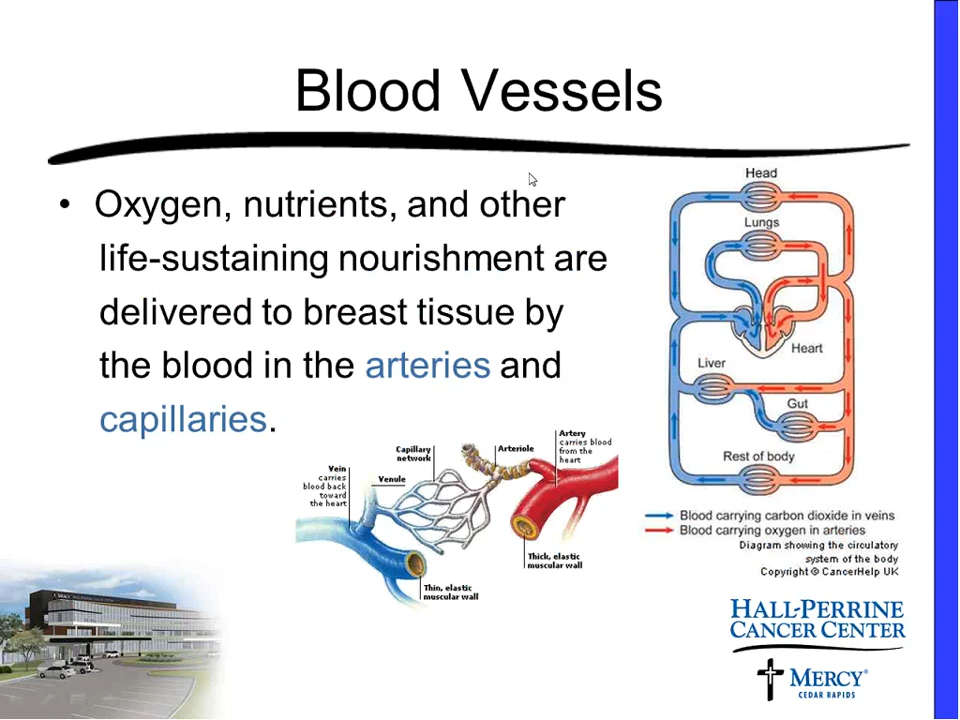 Blood Vessels
• Oxygen, nutrients, and other
life-sustaining nourishment are
delivered to breast tissue by
the blood in the arteries and
capillaries.
Head
Lungs
Heart
Liver
Gut
Rest of body
Blood carrying carbon dioxide in veins
Blood carrying oxygen in arteries
Diagram showing the circulatory
system of the body
Copyright © CancerHelp UK
Vein
carries
blood back
toward
the heart
Venule
Capillary
network
Arteriole
Artery
carries blood
from the
heart
Thick, elastic
muscular wall
Thin, elastic
muscular wall
HALL-PERRINE
CANCER CENTER
MERCY®
CEDAR RAPIDS